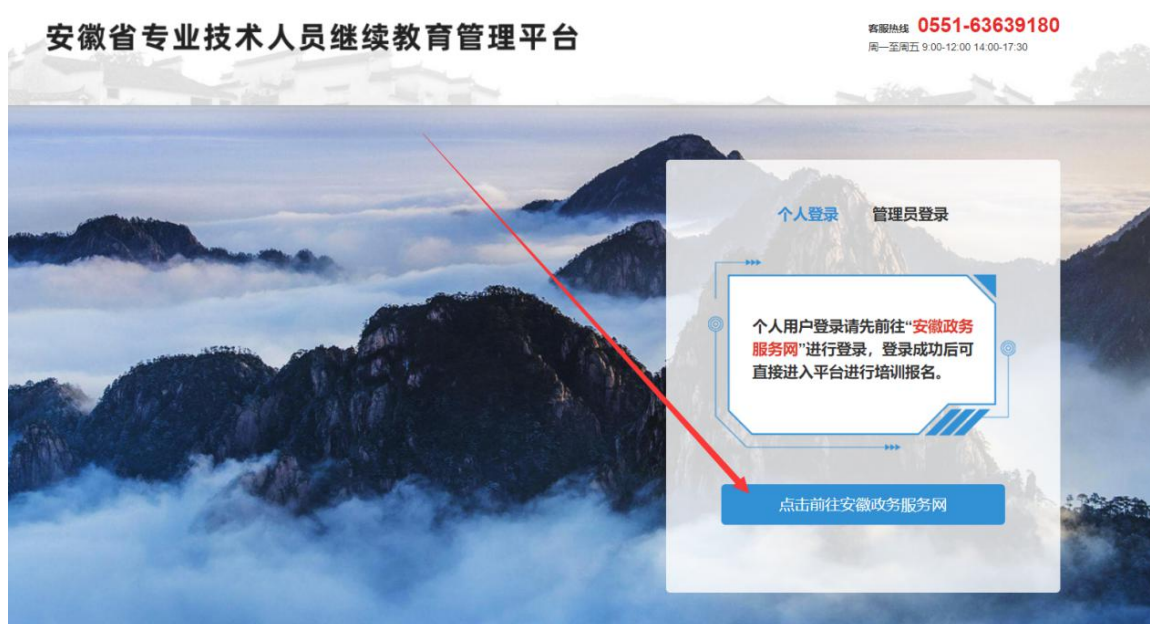 安徽省专业技术人员继续教育管理平台
客服热线 0551-63639180
周一至周五 9:00-12:00 14:00-17:30
个人登录 管理员登录
个人用户登录请先前往“安徽政务
服务网”进行登录，登录成功后可
直接进入平台进行培训报名。
点击前往安徽政务服务网